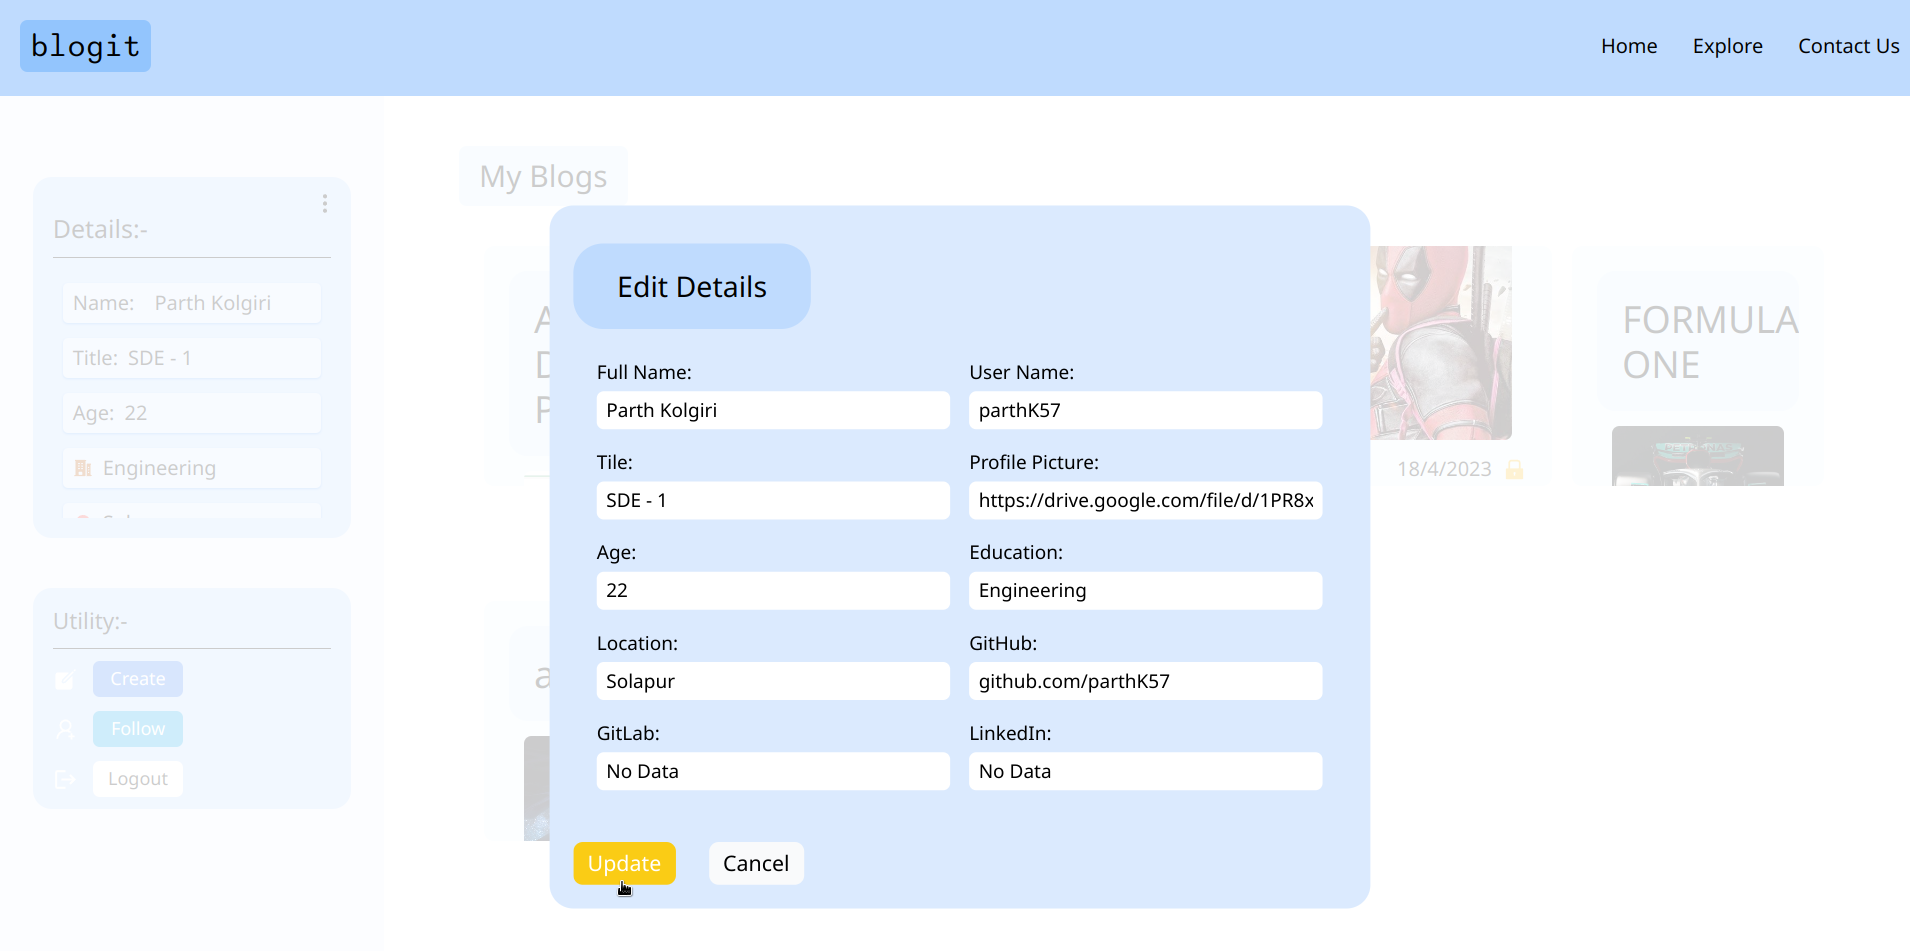 blogit
Home Explore Contact Us
My Blogs
Details:-
Name: Parth Kolgiri
Title: SDE - 1
Age: 22
Engineering
Utility:-
Create
Follow
Logout
Edit Details
Full Name: User Name:
Parth Kolgiri parthK57
Tile: Profile Picture:
SDE - 1 https://drive.google.com/file/d/1PR8x
Age: Education:
22 Engineering
Location: GitHub:
Solapur github.com/parthK57
GitLab: LinkedIn:
No Data No Data
Update Cancel
18/4/2023
FORMULA
ONE